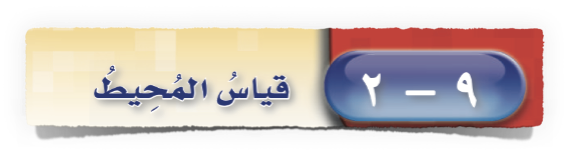 ٩ – ٢ قياسُ المُحِيطُ